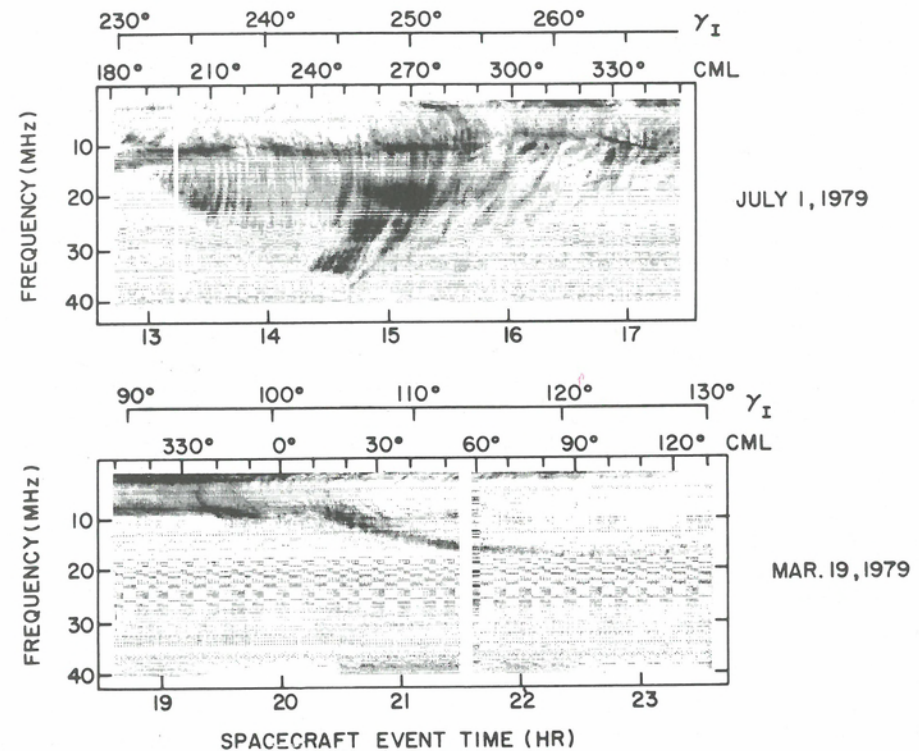 230° 240° 250° 260° γI
180° 210° 240° 270° 300° 330° CML
FREQUENCY (MHz)
10
20
30
40
JULY 1, 1979
13 14 15 16 17
90° 100° 110° 120° 130° γI
330° 0° 30° 60° 90° 120° CML
FREQUENCY (MHz)
10
20
30
40
MAR. 19, 1979
19 20 21 22 23
SPACECRAFT EVENT TIME (HR)